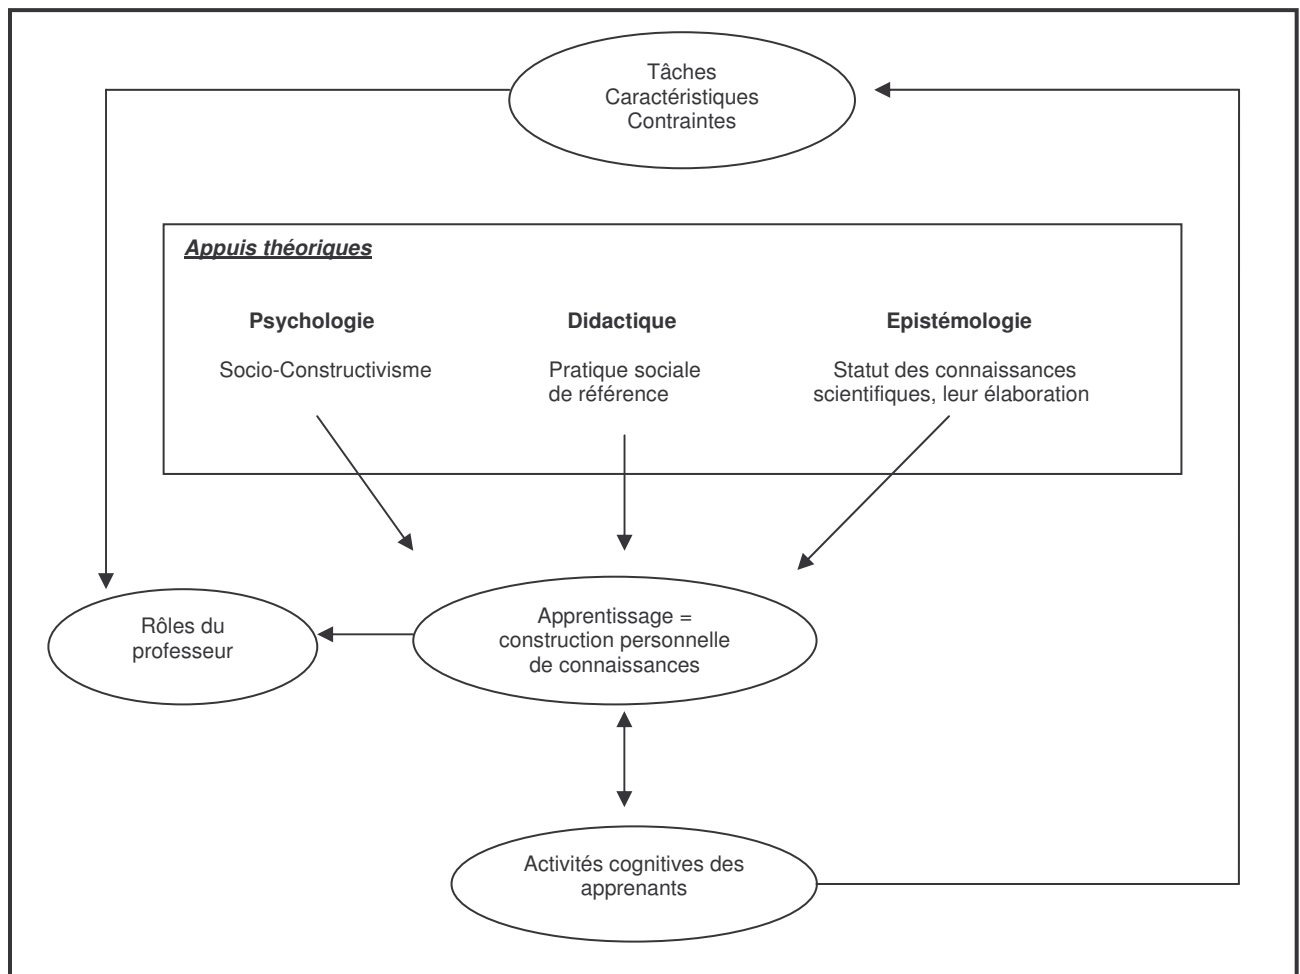 Tâches
Caractéristiques
Contraintes
Appuis théoriques
Psychologie
Socio-Constructivisme
Didactique
Pratique sociale
de référence
Epistémologie
Statut des connaissances
scientifiques, leur élaboration
Rôles du
professeur
Apprentissage =
construction personnelle
de connaissances
Activités cognitives des
apprenants